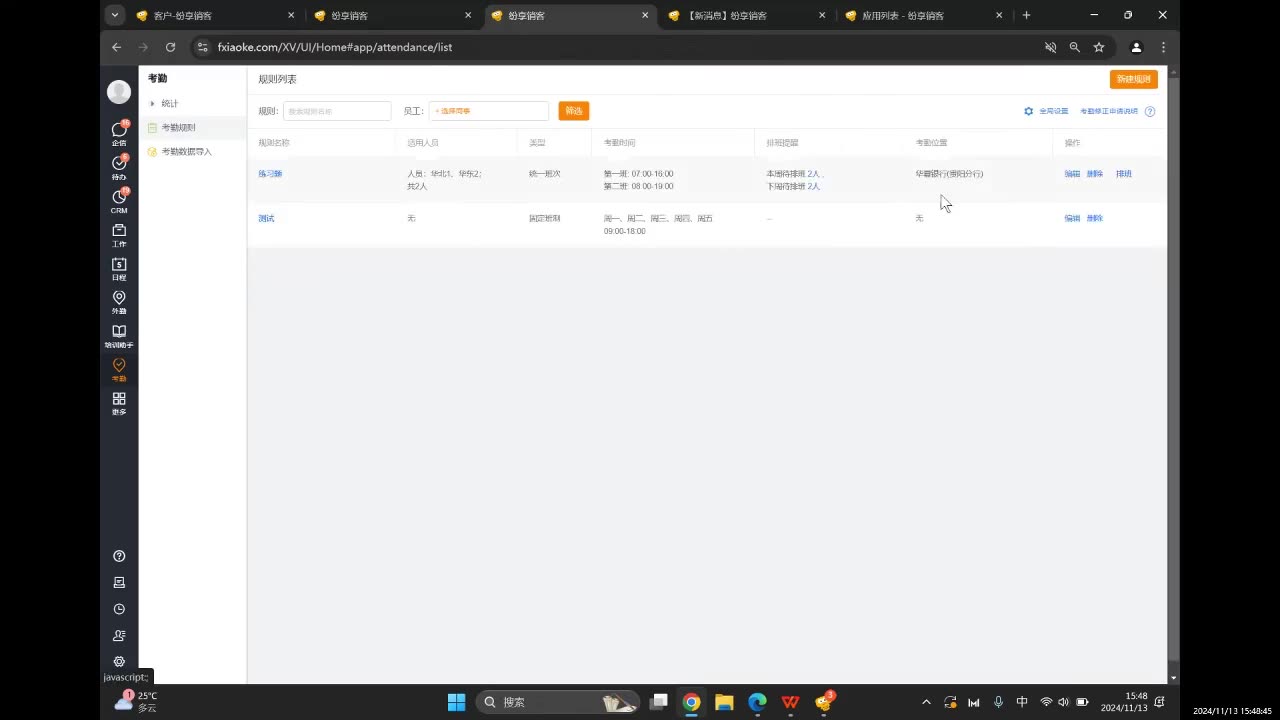 客户-纷享销客
纷享销客
纷享销客
【新消息】纷享销客
应用列表 - 纷享销客
fxiaoke.com/XV/UI/Home#app/attendance/list
考勤
统计
考勤规则
考勤数据导入
企信
待办
CRM
工作
日程
外勤
培训助手
考勤
更多
规则列表
新建规则
规则: 搜索规则名称 员工: + 选择同事 筛选
全局设置 考勤修正申请说明
规则名称 适用人员 类型 考勤时间 排班提醒 考勤位置 操作
练习新 人员：华北1、华东2; 统一班次 第一班: 07:00-16:00 本周待排班 2人 、 (贵阳分行) 编辑 删除 排班
共2人 第二班: 08:00-19:00 下周待排班 2人
测试 无 固定班制 周一、周二、周三、周四、周五 -- 无 编辑 删除
09:00-18:00
javascript:;
25°C
多云
搜索
中
15:48
2024/11/13
2024/11/13 15:48:45